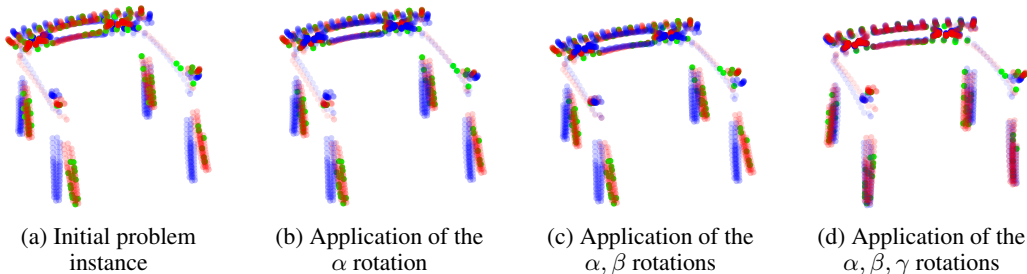 (a) Initial problem
instance
(b) Application of the
α rotation
(c) Application of the
α, β rotations
(d) Application of the
α, β, γ rotations